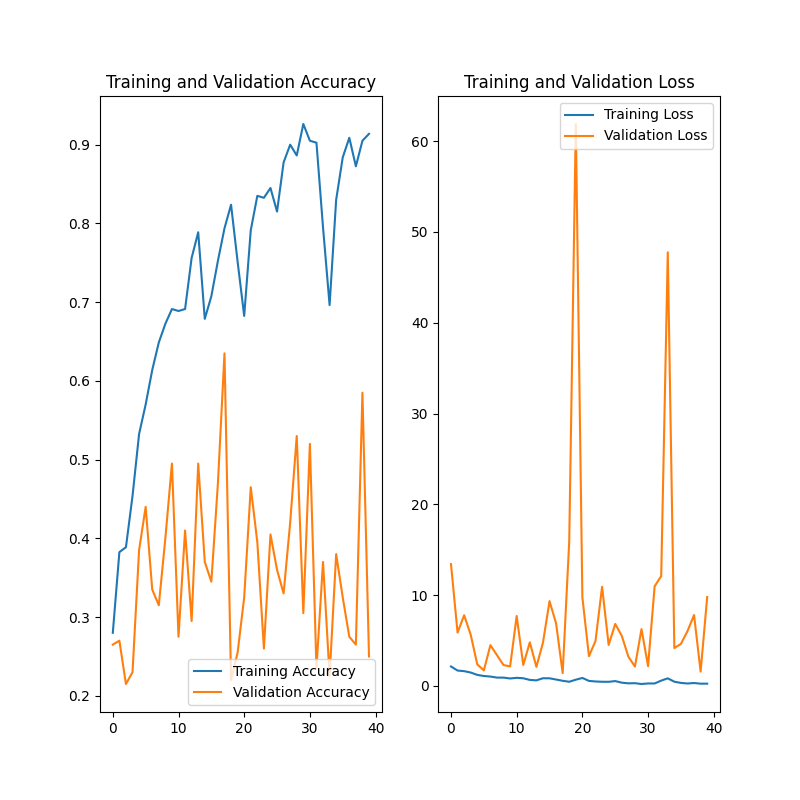 Training and Validation Accuracy
0.9
0.8
0.7
0.6
0.5
0.4
0.3
0.2
0 10 20 30 40
Training Accuracy
Validation Accuracy
Training and Validation Loss
60
50
40
30
20
10
0
0 10 20 30 40
Training Loss
Validation Loss